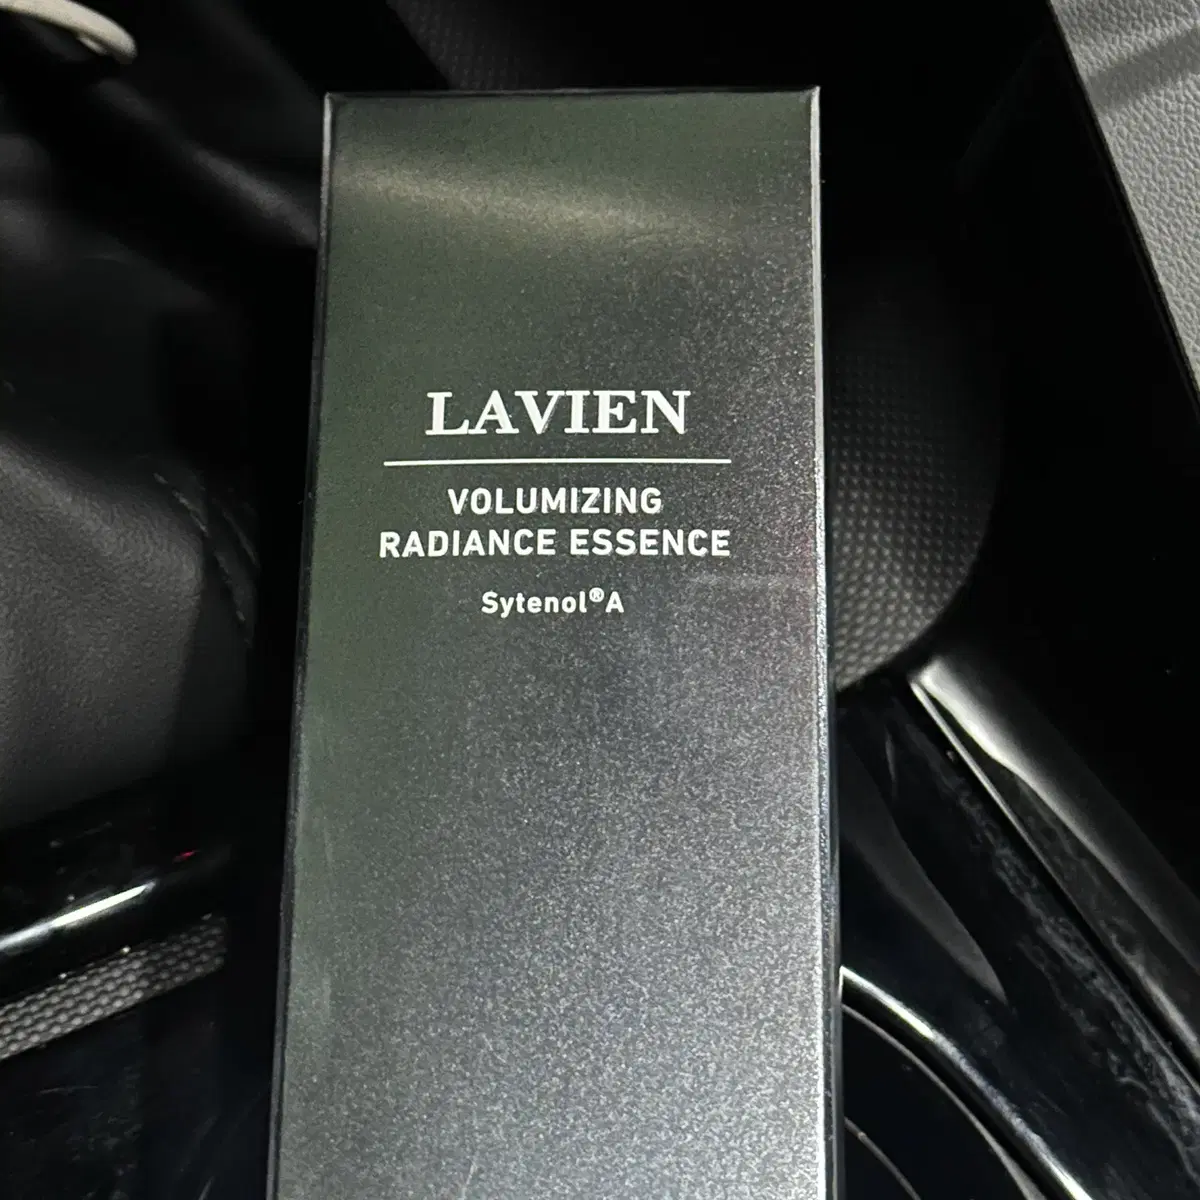 LAVIEN
VOLUMIZING
RADIANCE ESSENCE
Sytenol®A